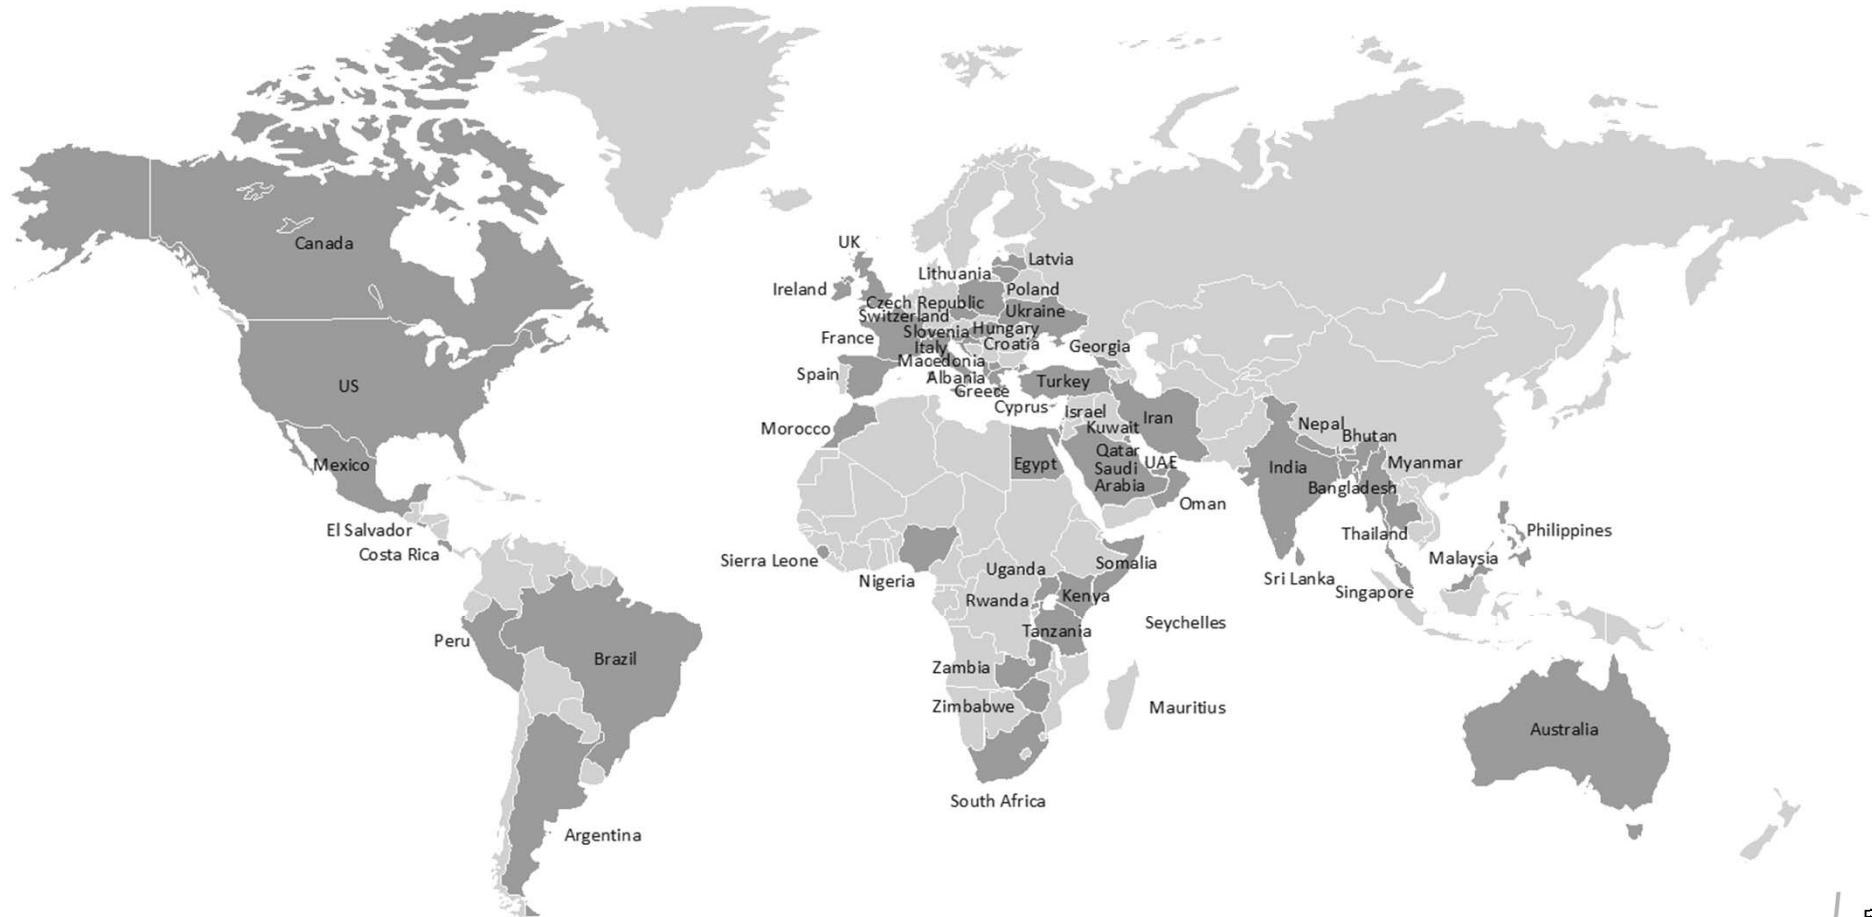 Canada
US
Mexico
El Salvador
Costa Rica
Peru
Brazil
Argentina
UK
Ireland
Latvia
Lithuania
Poland
Czech Republic
Ukraine
Switzerland
Slovenia
Hungary
France
Croatia
Italy
Georgia
Macedonia
Spain
Albania
Turkey
Greece
Cyprus
Israel
Iran
Morocco
Kuwait
Egypt
Qatar
UAE
Saudi
Arabia
Oman
Nepal
Bhutan
India
Myanmar
Bangladesh
Thailand
Philippines
Malaysia
Sri Lanka
Singapore
Sierra Leone
Nigeria
Uganda
Somalia
Rwanda
Kenya
Tanzania
Seychelles
Zambia
Zimbabwe
Mauritius
South Africa
Australia